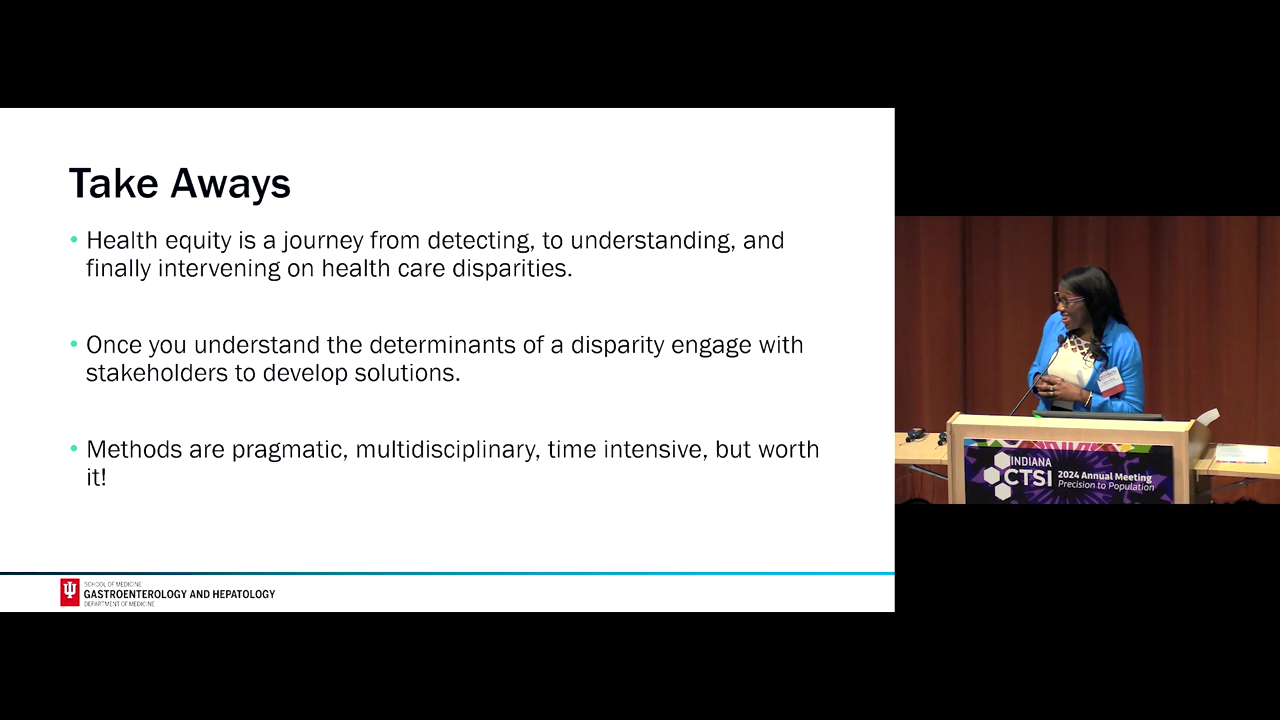 Take Aways
• Health equity is a journey from detecting, to understanding, and
finally intervening on health care disparities.
• Once you understand the determinants of a disparity engage with
stakeholders to develop solutions.
• Methods are pragmatic, multidisciplinary, time intensive, but worth
it!
SCHOOL OF MEDICINE
GASTROENTEROLOGY AND HEPATOLOGY
DEPARTMENT OF MEDICINE
INDIANA
CTSI
2024 Annual Meeting
Precision to Population